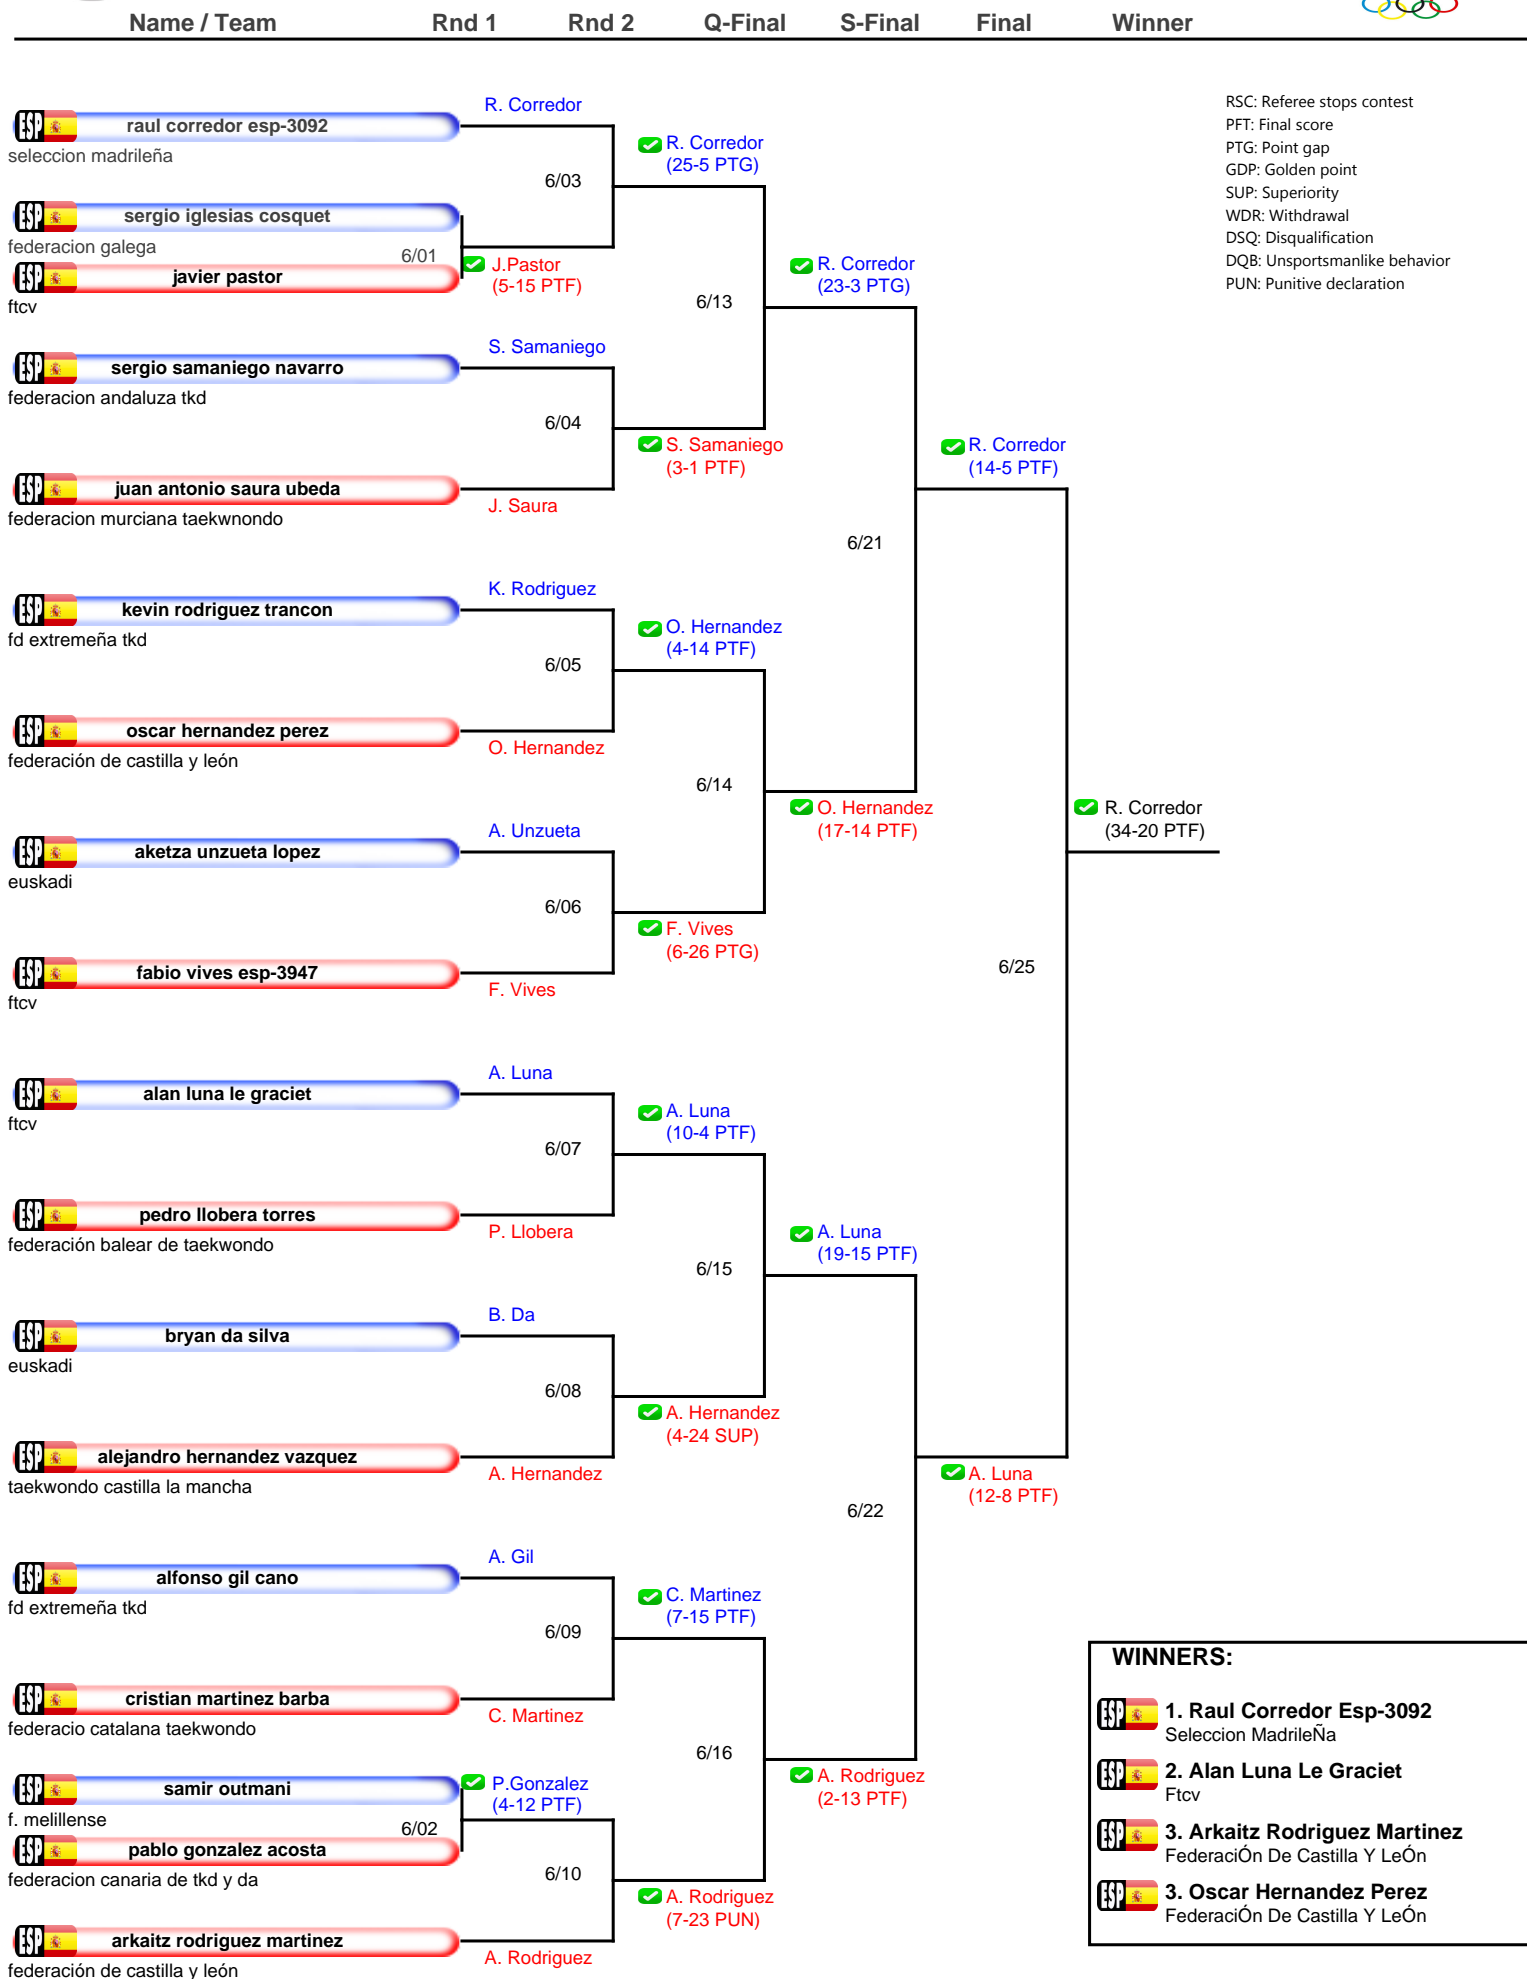 Name / Team Rnd 1 Rnd 2 Q-Final S-Final Final Winner
RSC: Referee stops contest
PFT: Final score
PTG: Point gap
GDP: Golden point
SUP: Superiority
WDR: Withdrawal
DSQ: Disqualification
DQB: Unsportsmanlike behavior
PUN: Punitive declaration
R. Corredor
ESP raul corredor esp-3092
seleccion madrileña
R. Corredor
(25-5 PTG)
6/03
ESP sergio iglesias cosquet
federacion galega
6/01
ESP javier pastor
ftcv
J.Pastor
(5-15 PTF)
R. Corredor
(23-3 PTG)
6/13
S. Samaniego
ESP sergio samaniego navarro
federacion andaluza tkd
6/04
S. Samaniego
(3-1 PTF)
R. Corredor
(14-5 PTF)
ESP juan antonio saura ubeda
federacion murciana taekwnondo
J. Saura
6/21
K. Rodriguez
ESP kevin rodriguez trancon
fd extremeña tkd
O. Hernandez
(4-14 PTF)
6/05
ESP oscar hernandez perez
federación de castilla y león
O. Hernandez
6/14
O. Hernandez
(17-14 PTF)
R. Corredor
(34-20 PTF)
A. Unzueta
ESP aketza unzueta lopez
euskadi
6/06
F. Vives
(6-26 PTG)
ESP fabio vives esp-3947
ftcv
F. Vives
6/25
A. Luna
ESP alan luna le graciet
ftcv
A. Luna
(10-4 PTF)
6/07
ESP pedro llobera torres
federación balear de taekwondo
P. Llobera
A. Luna
(19-15 PTF)
6/15
B. Da
ESP bryan da silva
euskadi
6/08
A. Hernandez
(4-24 SUP)
ESP alejandro hernandez vazquez
taekwondo castilla la mancha
A. Hernandez
A. Luna
(12-8 PTF)
6/22
A. Gil
ESP alfonso gil cano
fd extremeña tkd
C. Martinez
(7-15 PTF)
6/09
ESP cristian martinez barba
federacio catalana taekwondo
C. Martinez
6/16
ESP samir outmani
f. melillense
P.Gonzalez
(4-12 PTF)
6/02
ESP pablo gonzalez acosta
federacion canaria de tkd y da
A. Rodriguez
(2-13 PTF)
6/10
A. Rodriguez
(7-23 PUN)
ESP arkaitz rodriguez martinez
federación de castilla y león
A. Rodriguez
WINNERS:
ESP 1. Raul Corredor Esp-3092
Seleccion MadrileÑa
ESP 2. Alan Luna Le Graciet
Ftcv
ESP 3. Arkaitz Rodriguez Martinez
FederaciÓn De Castilla Y LeÓn
ESP 3. Oscar Hernandez Perez
FederaciÓn De Castilla Y LeÓn